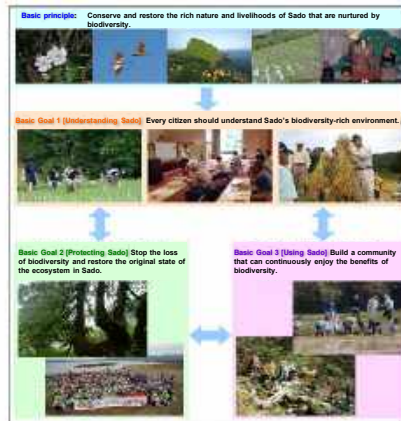 Basic principle: Conserve and restore the rich nature and livelihoods of Sado that are nurtured by
biodiversity.
Basic Goal 1 [Understanding Sado] Every citizen should understand Sado's biodiversity-rich environment.
Basic Goal 2 [Protecting Sado] Stop the loss
of biodiversity and restore the original state of
the ecosystem in Sado.
Basic Goal 3 [Using Sado] Build a community
that can continuously enjoy the benefits of
biodiversity.